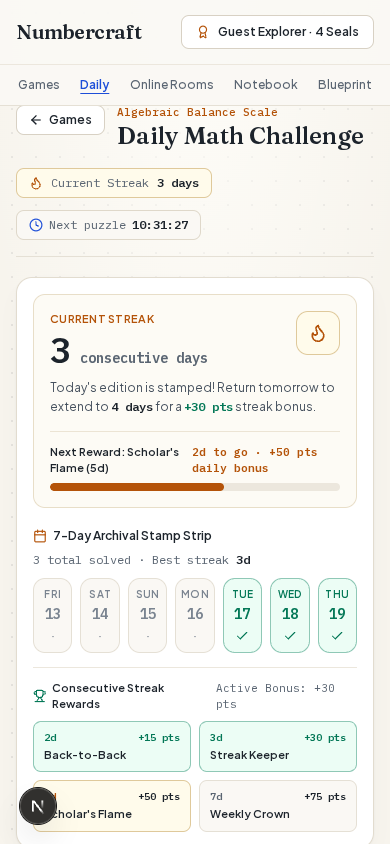 Numbercraft
Guest Explorer · 4 Seals
Games Daily Online Rooms Notebook Blueprint
Games
Algebraic Balance Scale
Daily Math Challenge
Current Streak 3 days
Next puzzle 10:31:27
CURRENT STREAK
3 consecutive days
Today's edition is stamped! Return tomorrow to
extend to 4 days for a +30 pts streak bonus.
Next Reward: Scholar's
Flame (5d)
2d to go · +50 pts
daily bonus
7-Day Archival Stamp Strip
3 total solved · Best streak 3d
FRI SAT SUN MON TUE WED THU
13 14 15 16 17 18 19
Consecutive Streak
Rewards
Active Bonus: +30
pts
2d +15 pts
Back-to-Back
3d +30 pts
Streak Keeper
+50 pts
cholar's Flame
7d +75 pts
Weekly Crown
N